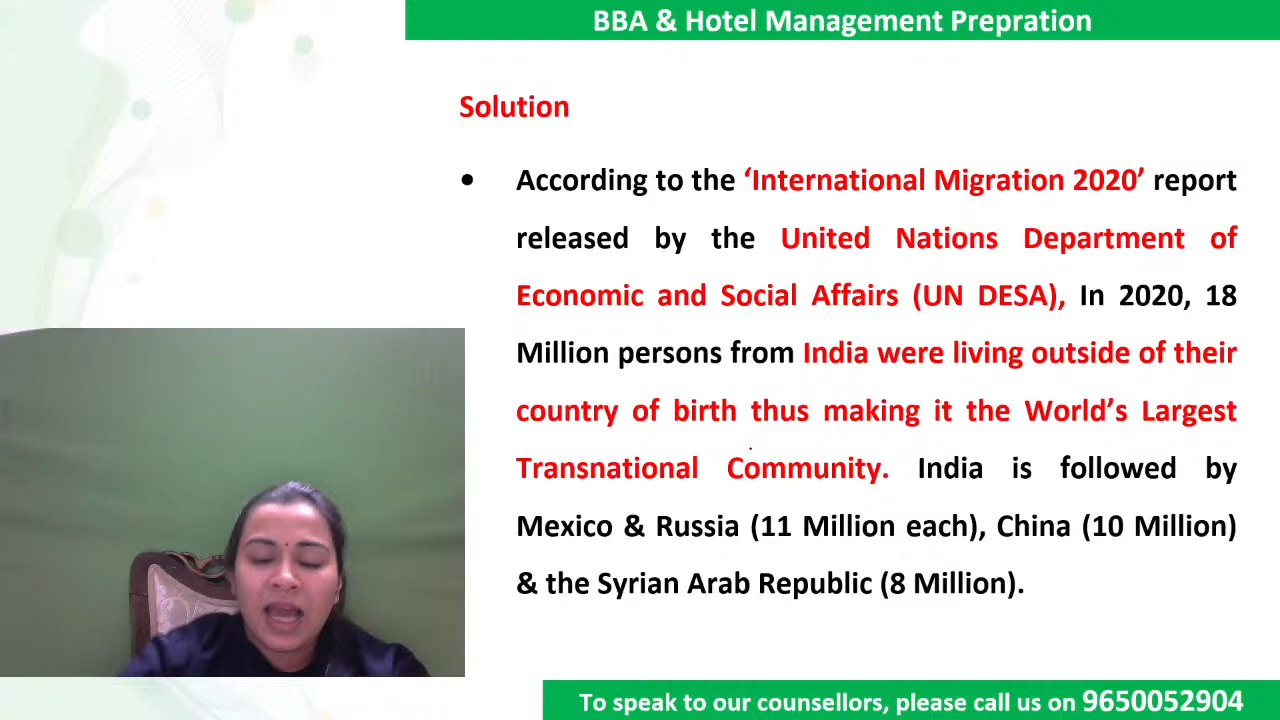 BBA & Hotel Management Prepration
Solution
• According to the ‘International Migration 2020’ report
released by the United Nations Department of
Economic and Social Affairs (UN DESA), In 2020, 18
Million persons from India were living outside of their
country of birth thus making it the World’s Largest
Transnational Community. India is followed by
Mexico & Russia (11 Million each), China (10 Million)
& the Syrian Arab Republic (8 Million).
To speak to our counsellors, please call us on 9650052904